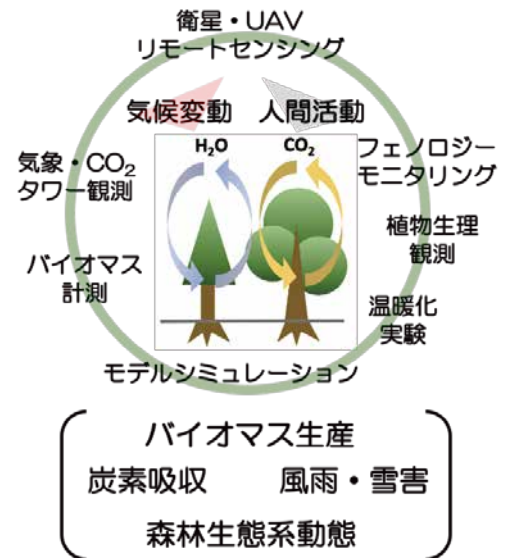 衛星・UAV
リモートセンシング
気候変動 人間活動
H₂O CO₂
フェノロジー
モニタリング
気象・CO₂
タワー観測
植物生理
観測
バイオマス
計測
温暖化
実験
モデルシミュレーション
バイオマス生産
炭素吸収 風雨・雪害
森林生態系動態